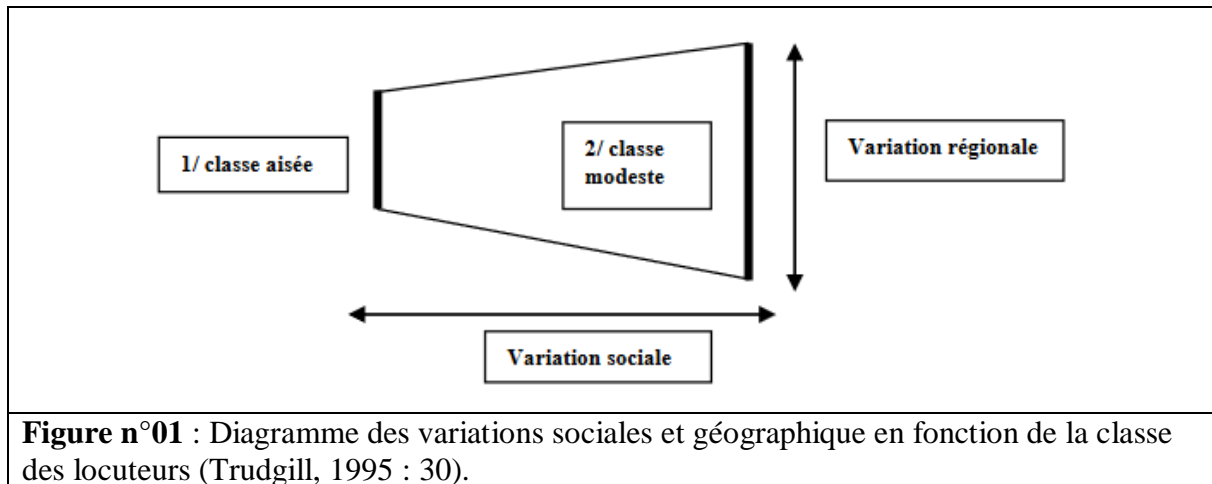 1/ classe aisée
2/ classe
modeste
Variation régionale
Variation sociale
Figure n°01 : Diagramme des variations sociales et géographique en fonction de la classe
des locuteurs (Trudgill, 1995 : 30).